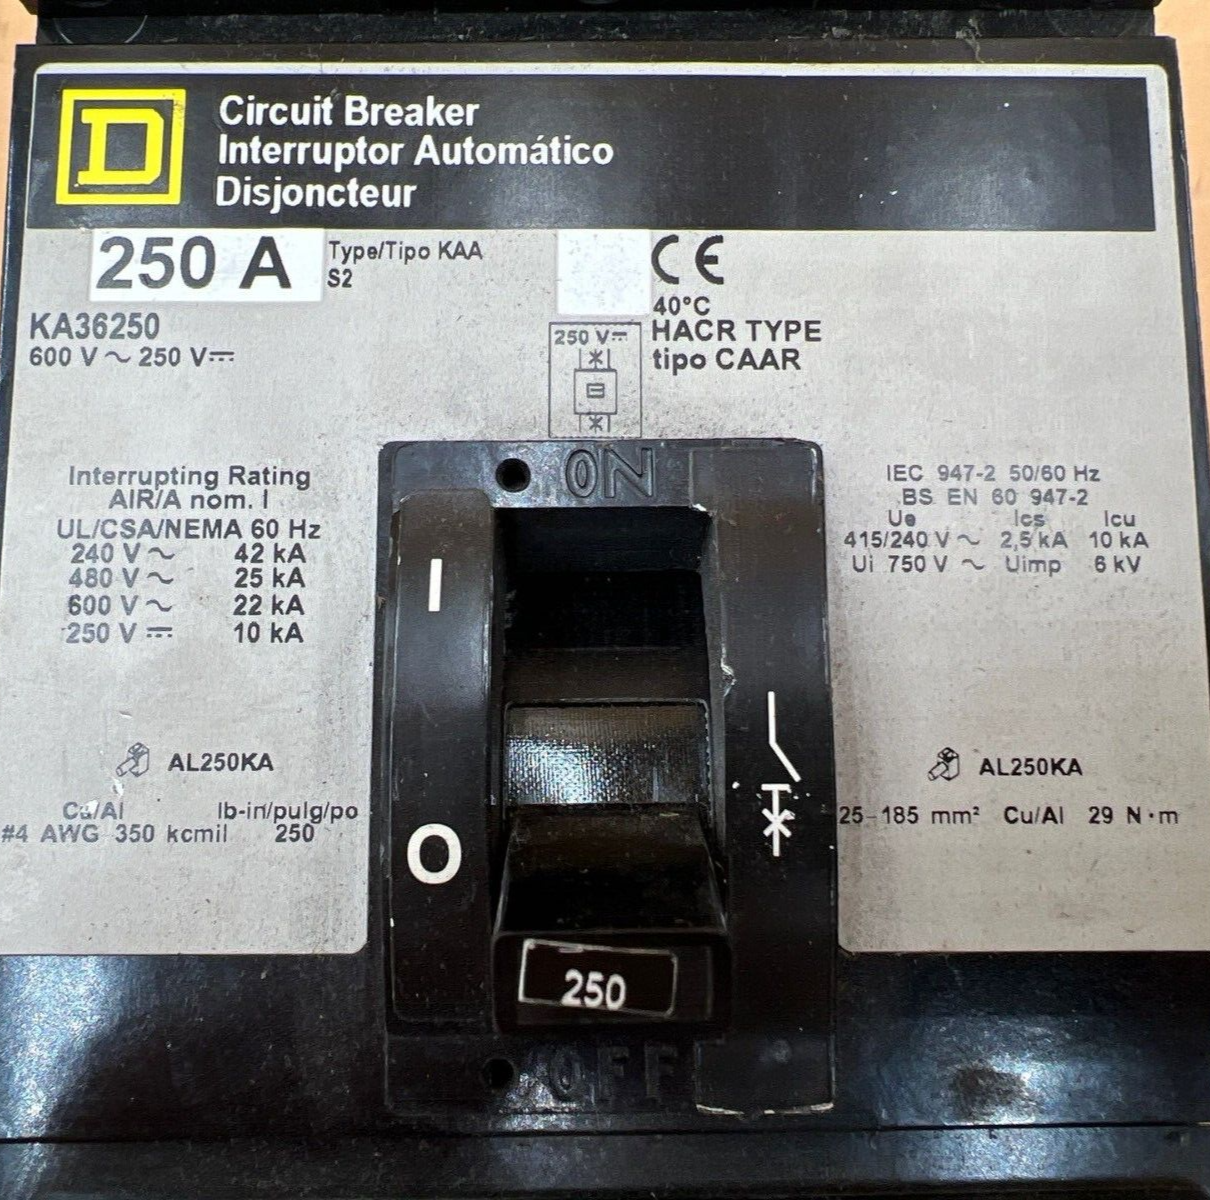 D
Circuit Breaker
Interruptor Automático
Disjoncteur
250 A
Type/Tipo KAA
S2
KA36250
600 V ~ 250 V⎓
CE
40°C
HACR TYPE
tipo CAAR
250 V⎓
Interrupting Rating
AIR/A nom. I
UL/CSA/NEMA 60 Hz
240 V ~ 42 kA
480 V ~ 25 kA
600 V ~ 22 kA
250 V ⎓ 10 kA
AL250KA
Cu/Al lb-in/pulg/po
#4 AWG 350 kcmil 250
ON
I
O
250
OFF
IEC 947-2 50/60 Hz
BS EN 60 947-2
Ue Ics Icu
415/240 V ~ 2,5 kA 10 kA
Ui 750 V ~ Uimp 6 kV
AL250KA
25-185 mm² Cu/Al 29 N·m